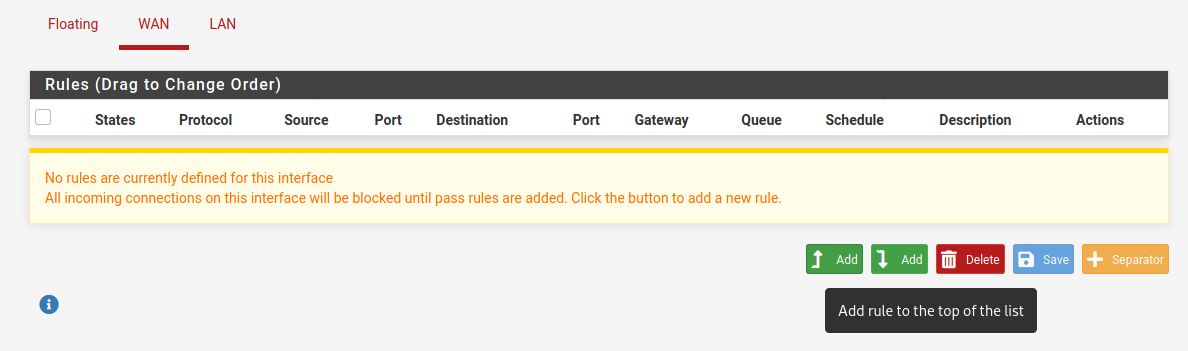 Floating WAN LAN
Rules (Drag to Change Order)
States Protocol Source Port Destination Port Gateway Queue Schedule Description Actions
No rules are currently defined for this interface
All incoming connections on this interface will be blocked until pass rules are added. Click the button to add a new rule.
Add Add Delete Save Separator
Add rule to the top of the list